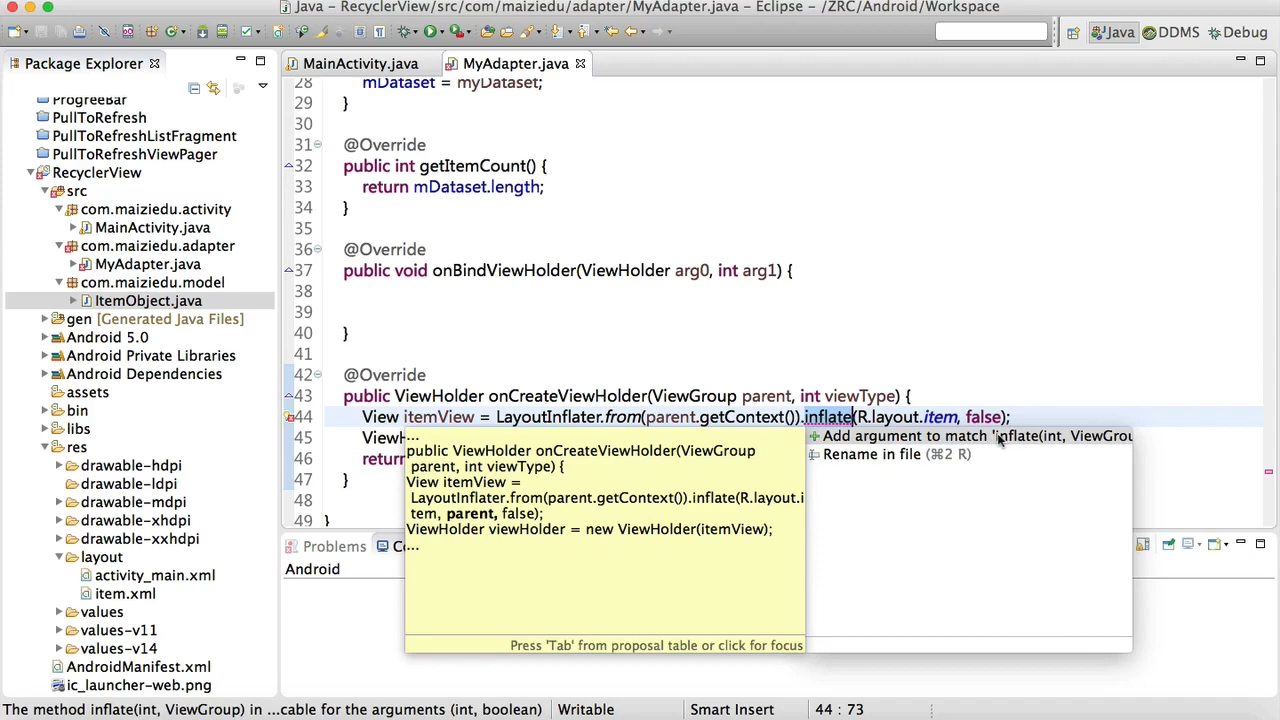 Java – RecyclerView/src/com/maiziedu/adapter/MyAdapter.java – Eclipse – /ZRC/Android/Workspace
Java
DDMS
Debug
Package Explorer
MainActivity.java
MyAdapter.java
ProgreeBar
PullToRefresh
PullToRefreshListFragment
PullToRefreshViewPager
RecyclerView
src
com.maiziedu.activity
MainActivity.java
com.maiziedu.adapter
MyAdapter.java
com.maiziedu.model
ItemObject.java
gen [Generated Java Files]
Android 5.0
Android Private Libraries
Android Dependencies
assets
bin
libs
res
drawable-hdpi
drawable-ldpi
drawable-mdpi
drawable-xhdpi
drawable-xxhdpi
layout
activity_main.xml
item.xml
values
values-v11
values-v14
AndroidManifest.xml
ic_launcher-web.png
28 mDataset = myDataset;
29 }
30
31 @Override
32 public int getItemCount() {
33 return mDataset.length;
34 }
35
36 @Override
37 public void onBindViewHolder(ViewHolder arg0, int arg1) {
38
39
40 }
41
42 @Override
43 public ViewHolder onCreateViewHolder(ViewGroup parent, int viewType) {
44 View itemView = LayoutInflater.from(parent.getContext()).inflate(R.layout.item, false);
45 ViewH
46 return
47 }
48
49 }
...
public ViewHolder onCreateViewHolder(ViewGroup
parent, int viewType) {
View itemView =
LayoutInflater.from(parent.getContext()).inflate(R.layout.i
tem, parent, false);
ViewHolder viewHolder = new ViewHolder(itemView);
...
Press 'Tab' from proposal table or click for focus
Add argument to match 'inflate(int, ViewGrou
Rename in file (⌘2 R)
Problems
Co
Android
The method inflate(int, ViewGroup) in ...cable for the arguments (int, boolean)
Writable
Smart Insert
44 : 73